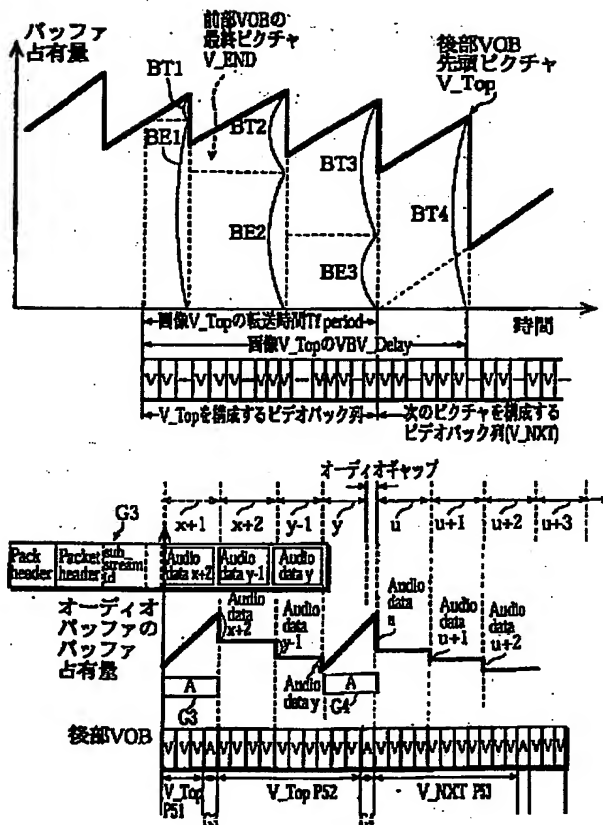 バッファ
占有量
前部VOBの
最終ピクチャ
V_END
後部VOB
先頭ピクチャ
V_Top
BT1
BE1
BT2
BT3
BT4
BE2
BE3
時間
画像V_Topの転送時間Tf_period
画像V_TopのVBV_Delay
V V V V V V V V V V V V V V V V
V_Topを構成するビデオパック列
次のピクチャを構成する
ビデオパック列(V_NXT)
オーディオギャップ
G3
x+1 x+2 y-1 y u u+1 u+2 u+3
Pack header
Packet header
sub_stream id
Audio data x+2
Audio data y-1
Audio data y
オーディオ
バッファの
バッファ
占有量
Audio data x+2
Audio data y-1
Audio data y
Audio data u
Audio data u+1
Audio data u+2
A
G3
A
G4
後部VOB
V V V A V V V V V V V V V V A V V V V V V V V V A V V V
V_Top P51
V_Top P52
V_NXT P53